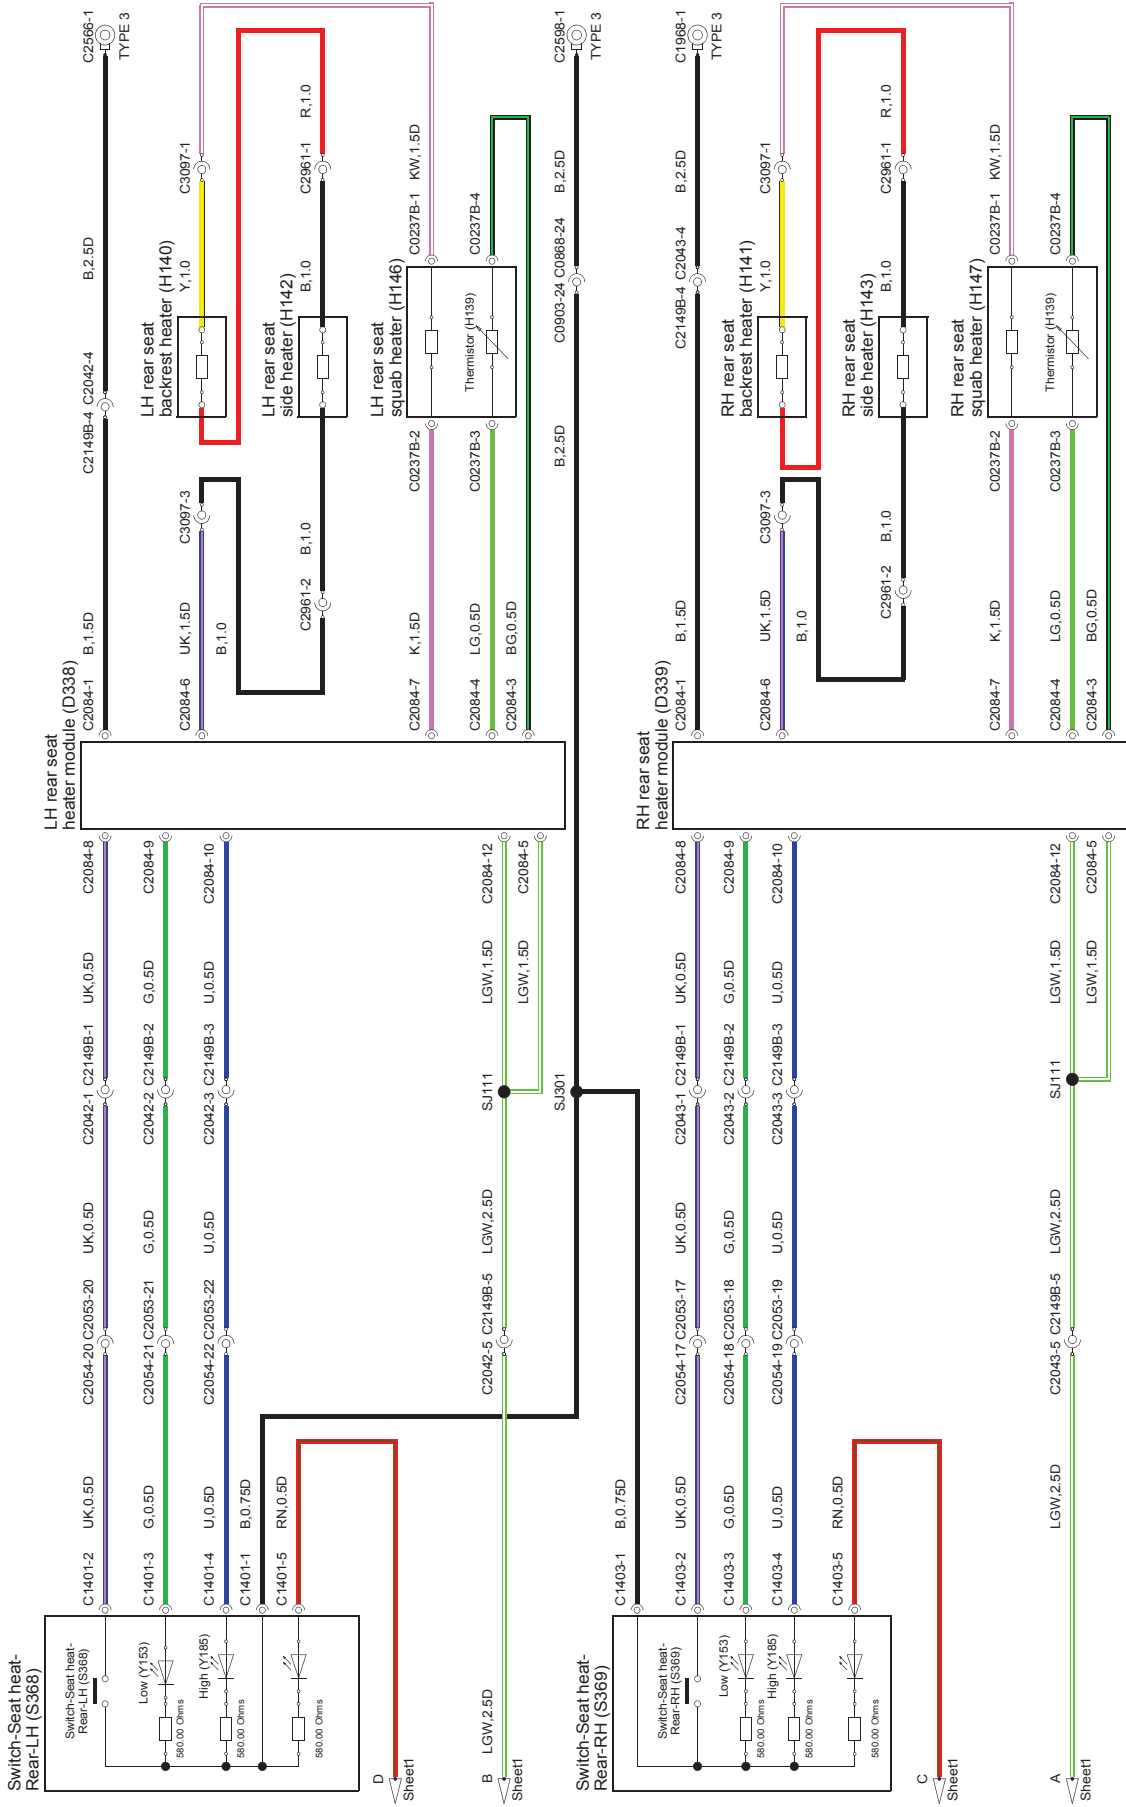 Switch-Seat heat-
Rear-LH (S368)
Switch-Seat heat-
Rear-LH (S368)
Low (Y153)
580.00 Ohms
High (Y185)
580.00 Ohms
580.00 Ohms
C1401-2
UK,0.5D
C2054-20
C2053-20
UK,0.5D
C2042-1
C2149B-1
UK,0.5D
C2084-8
C1401-3
G,0.5D
C2054-21
C2053-21
G,0.5D
C2042-2
C2149B-2
G,0.5D
C2084-9
C1401-4
U,0.5D
C2054-22
C2053-22
U,0.5D
C2042-3
C2149B-3
U,0.5D
C2084-10
C1401-1
B,0.75D
C1401-5
RN,0.5D
D
Sheet1
B
Sheet1
LGW,2.5D
C2042-5
C2149B-5
LGW,2.5D
SJ111
LGW,1.5D
C2084-12
LGW,1.5D
C2084-5
SJ301
LH rear seat
heater module (D338)
C2084-1
B,1.5D
C2149B-4
C2042-4
B,2.5D
C2566-1
TYPE 3
C2084-6
UK,1.5D
C3097-3
B,1.0
LH rear seat
backrest heater (H140)
Y,1.0
C3097-1
C2961-2
B,1.0
LH rear seat
side heater (H142)
B,1.0
C2961-1
R,1.0
C2084-7
K,1.5D
C0237B-2
LH rear seat
squab heater (H146)
C0237B-1
KW,1.5D
C2084-4
LG,0.5D
C0237B-3
Thermistor (H139)
C0237B-4
C2084-3
BG,0.5D
B,2.5D
C0903-24
C0868-24
B,2.5D
C2598-1
TYPE 3
Switch-Seat heat-
Rear-RH (S369)
Switch-Seat heat-
Rear-RH (S369)
Low (Y153)
580.00 Ohms
High (Y185)
580.00 Ohms
580.00 Ohms
C1403-1
B,0.75D
C1403-2
UK,0.5D
C2054-17
C2053-17
UK,0.5D
C2043-1
C2149B-1
UK,0.5D
C2084-8
C1403-3
G,0.5D
C2054-18
C2053-18
G,0.5D
C2043-2
C2149B-2
G,0.5D
C2084-9
C1403-4
U,0.5D
C2054-19
C2053-19
U,0.5D
C2043-3
C2149B-3
U,0.5D
C2084-10
C1403-5
RN,0.5D
C
Sheet1
A
Sheet1
LGW,2.5D
C2043-5
C2149B-5
LGW,2.5D
SJ111
LGW,1.5D
C2084-12
LGW,1.5D
C2084-5
RH rear seat
heater module (D339)
C2084-1
B,1.5D
C2149B-4
C2043-4
B,2.5D
C1968-1
TYPE 3
C2084-6
UK,1.5D
C3097-3
B,1.0
RH rear seat
backrest heater (H141)
Y,1.0
C3097-1
C2961-2
B,1.0
RH rear seat
side heater (H143)
B,1.0
C2961-1
R,1.0
C2084-7
K,1.5D
C0237B-2
RH rear seat
squab heater (H147)
C0237B-1
KW,1.5D
C2084-4
LG,0.5D
C0237B-3
Thermistor (H139)
C0237B-4
C2084-3
BG,0.5D